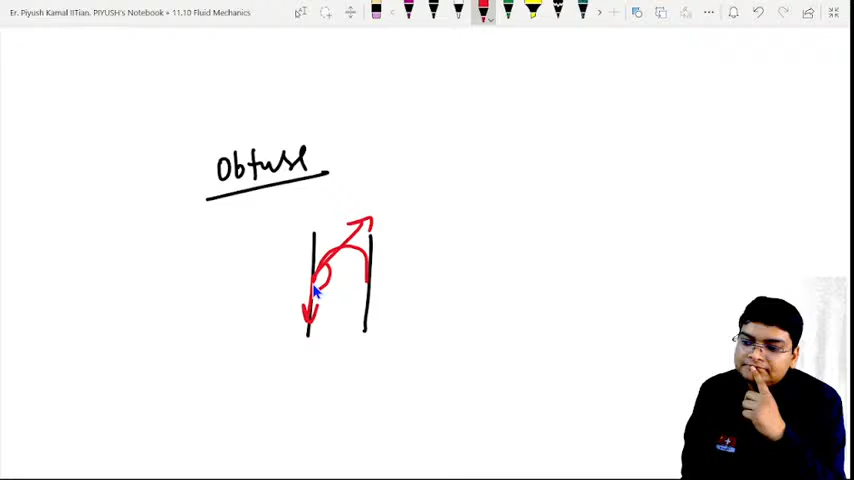 Er. Piyush Kamal IITian. PIYUSH's Notebook » 11.10 Fluid Mechanics
Obtuse